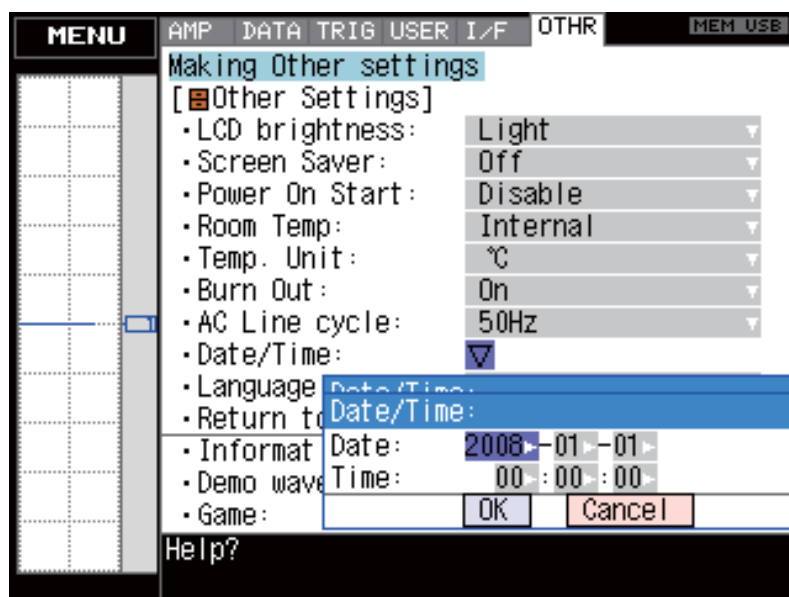 MENU
AMP DATA TRIG USER I/F OTHR MEM USB
Making Other settings
[Other Settings]
・LCD brightness: Light
・Screen Saver: Off
・Power On Start: Disable
・Room Temp: Internal
・Temp. Unit: ℃
・Burn Out: On
・AC Line cycle: 50Hz
・Date/Time:
・Language
Date/Time:
・Return to
Date/Time:
・Informat
Date: 2008-01-01
・Demo wave
Time: 00:00:00
・Game:
OK Cancel
1
Help?